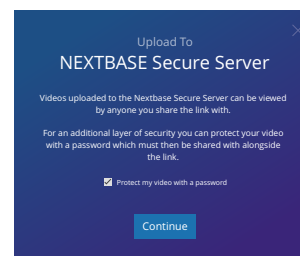 Upload To
NEXTBASE Secure Server
Videos uploaded to the Nextbase Secure Server can be viewed
by anyone you share the link with.
For an additional layer of security you can protect your video
with a password which must then be shared with alongside
the link.
Protect my video with a password
Continue